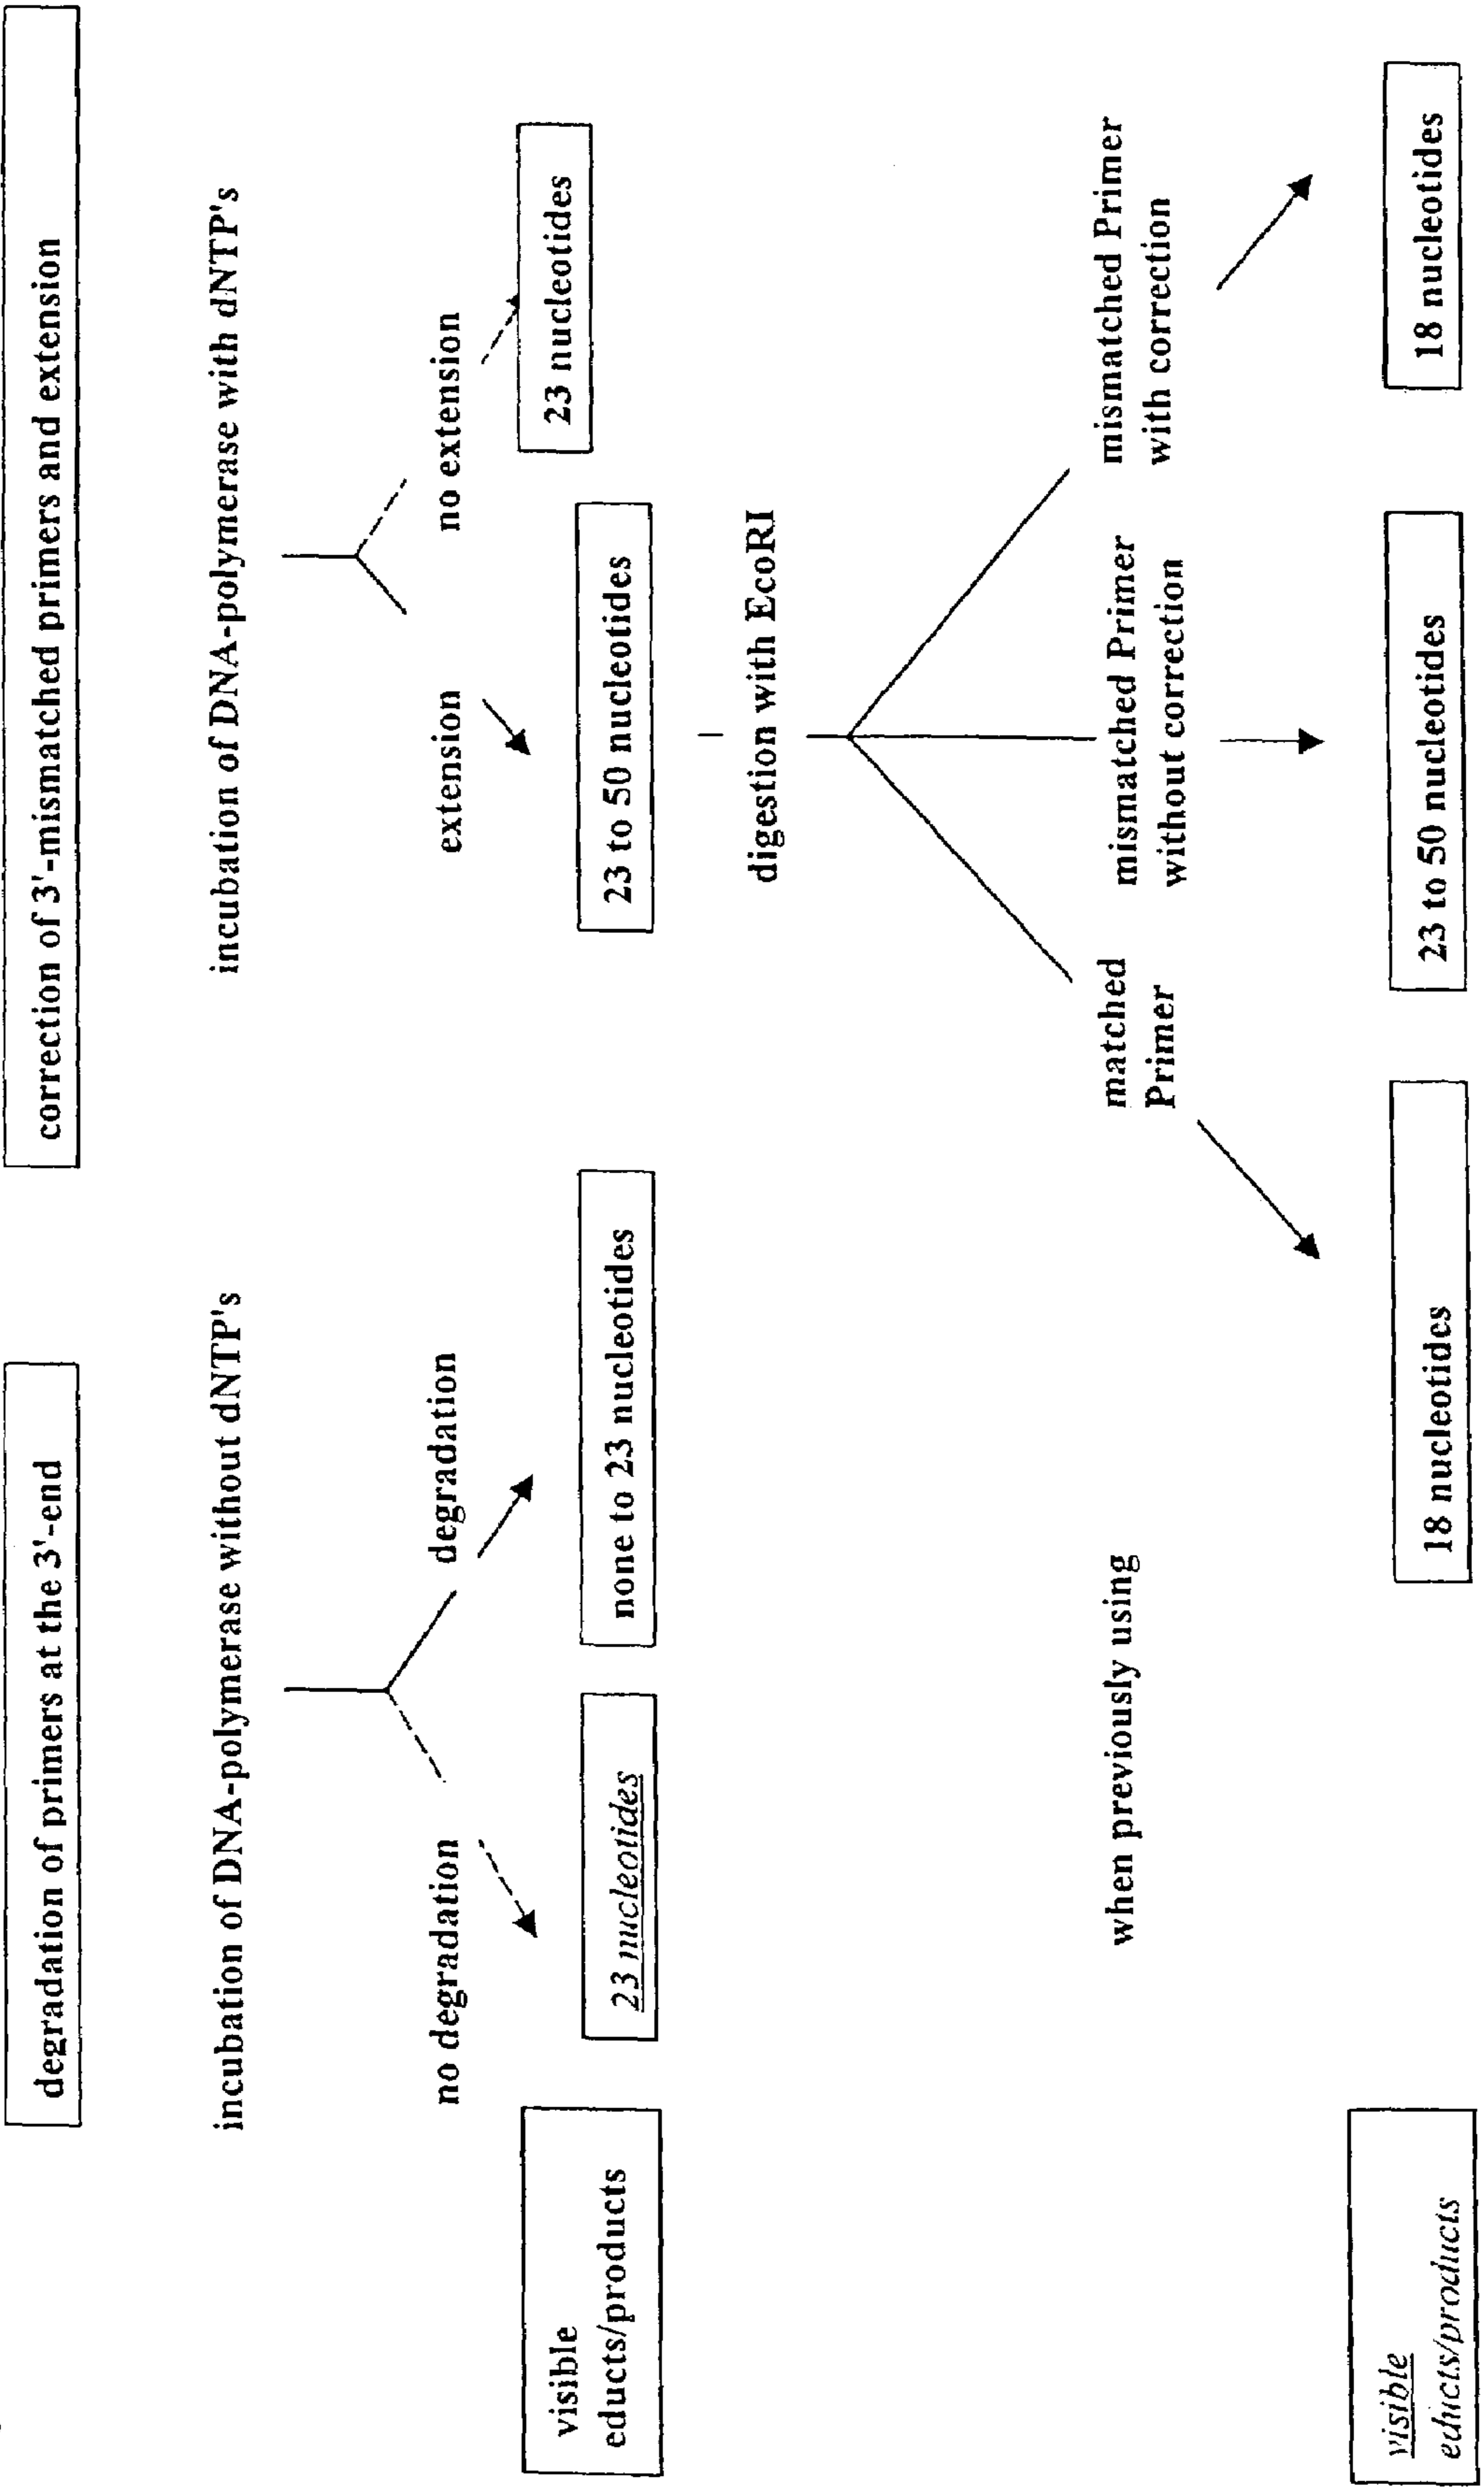 degradation of primers at the 3'-end
correction of 3'-mismatched primers and extension
incubation of DNA-polymerase without dNTP's
incubation of DNA-polymerase with dNTP's
no degradation
degradation
extension
no extension
visible
educts/products
23 nucleotides
none to 23 nucleotides
23 to 50 nucleotides
23 nucleotides
digestion with EcoRI
when previously using
matched
Primer
mismatched Primer
without correction
mismatched Primer
with correction
visible
educts/products
18 nucleotides
23 to 50 nucleotides
18 nucleotides